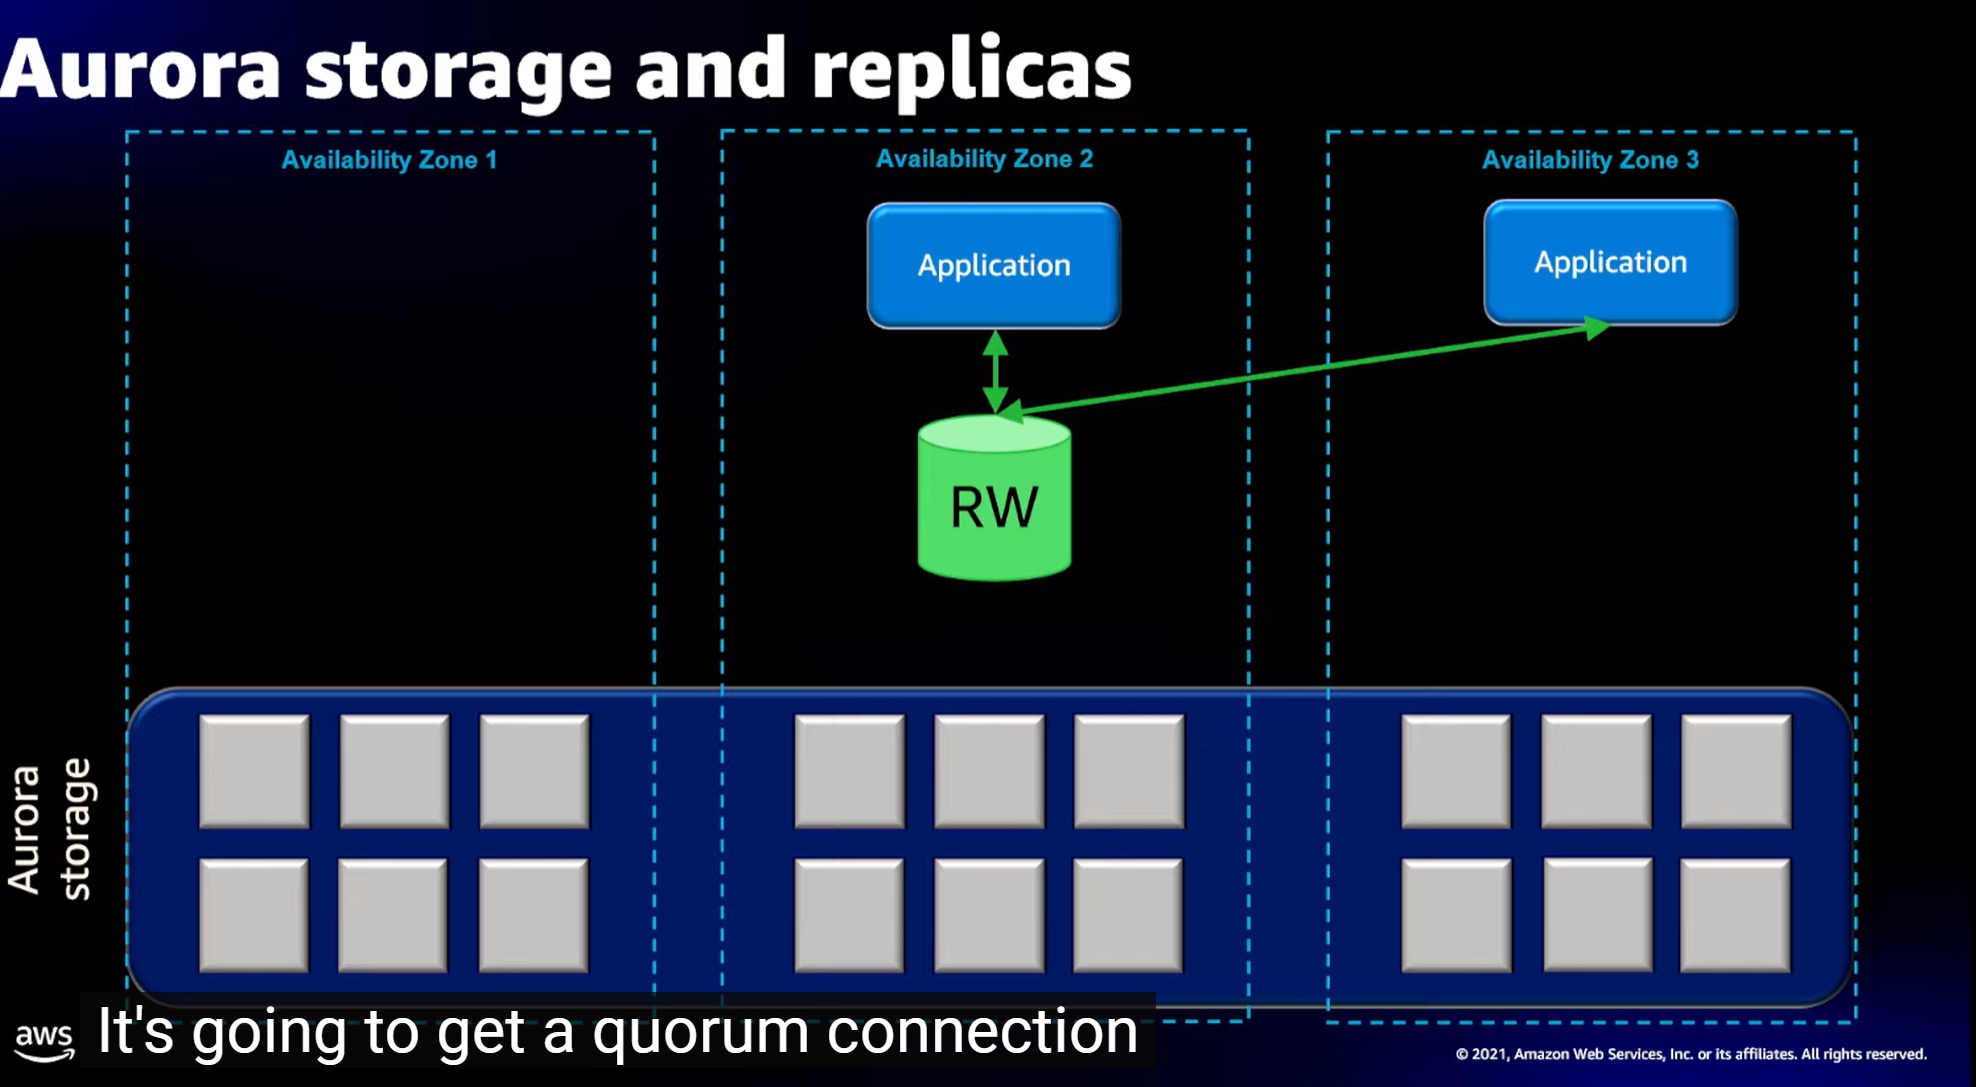 Aurora storage and replicas
Availability Zone 1
Availability Zone 2
Availability Zone 3
Application
Application
RW
Aurora
storage
aws
It's going to get a quorum connection
© 2021, Amazon Web Services, Inc. or its affiliates. All rights reserved.